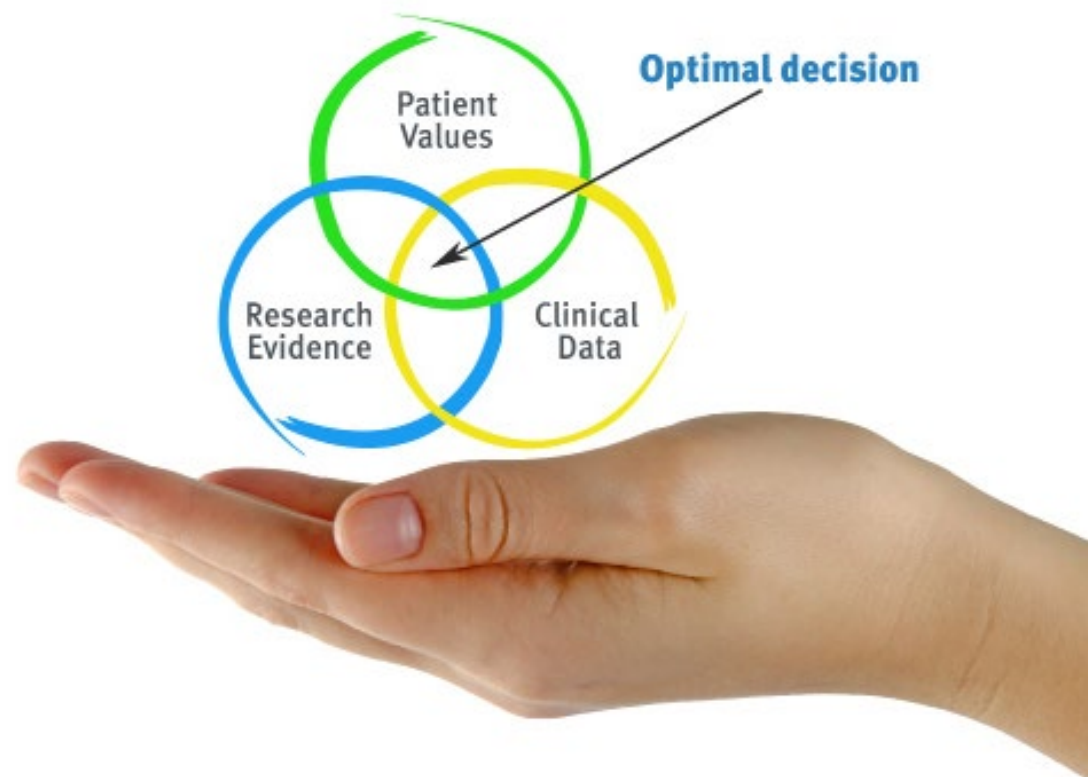 Optimal decision
Patient
Values
Research
Evidence
Clinical
Data